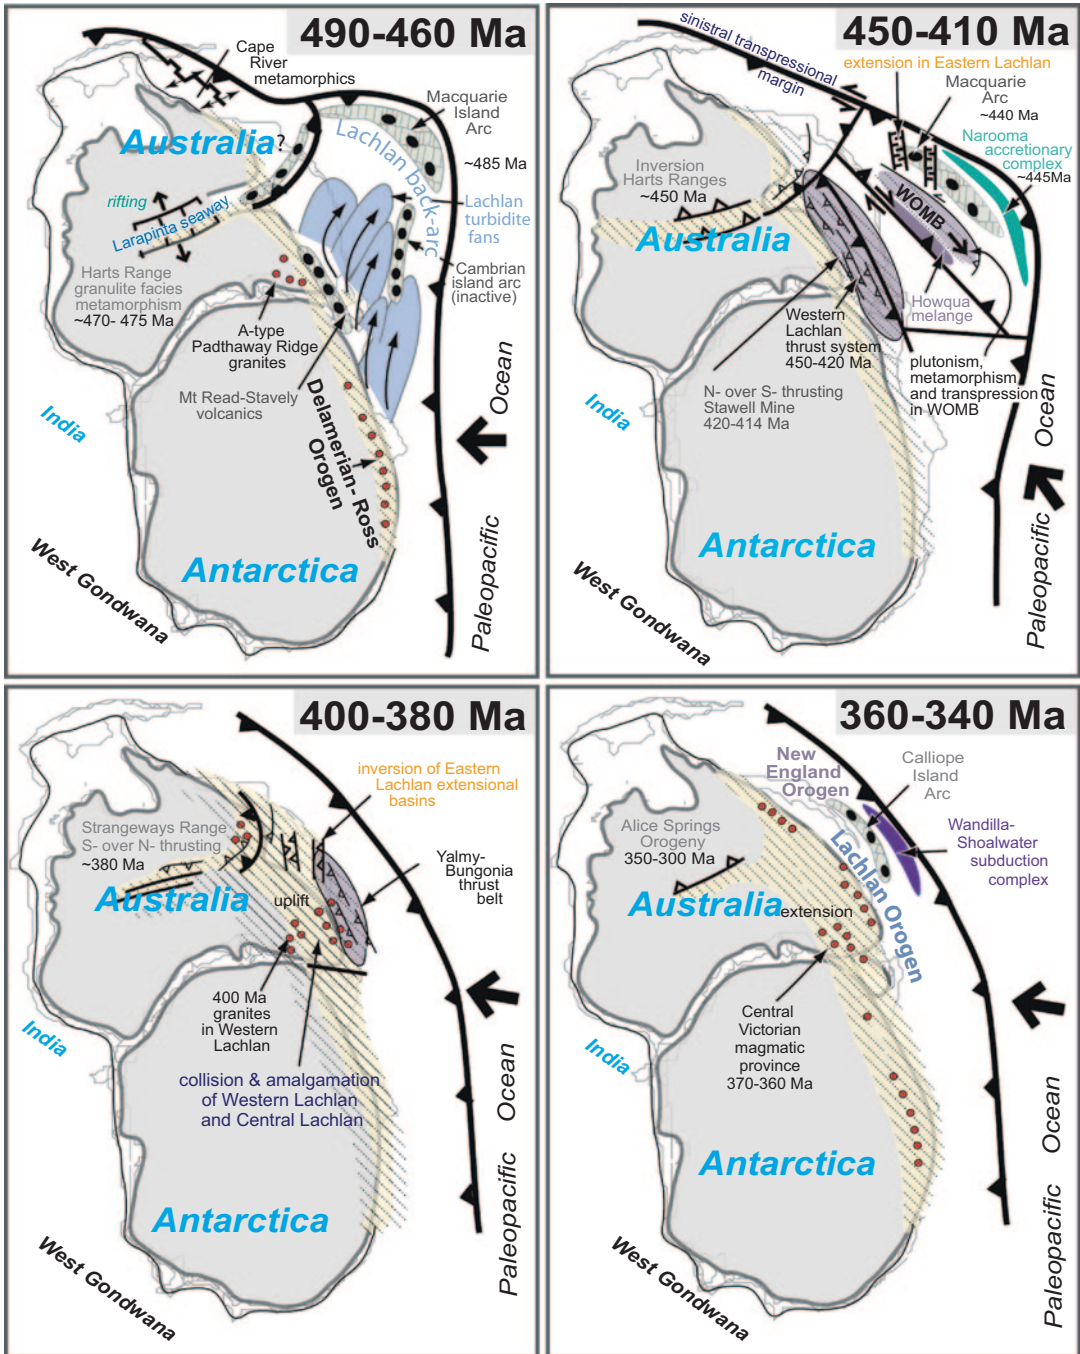 490-460 Ma
Cape
River
metamorphics
Macquarie
Island
Arc
~485 Ma
Australia
?
Lachlan back-arc
rifting
Larapinta seaway
Lachlan
turbidite
fans
Harts Range
granulite facies
metamorphism
~470- 475 Ma
Cambrian
island arc
(inactive)
A-type
Padthaway Ridge
granites
Mt Read-Stavely
volcanics
Delamerian- Ross
Orogen
India
Antarctica
West Gondwana
Paleopacific Ocean
450-410 Ma
sinistral transpressional
margin
extension in Eastern Lachlan
Macquarie
Arc
~440 Ma
Narooma
accretionary
complex
~445Ma
Inversion
Harts Ranges
~450 Ma
Australia
WOMB
Howqua
melange
Western
Lachlan
thrust system
450-420 Ma
plutonism,
metamorphism
and transpression
in WOMB
N- over S- thrusting
Stawell Mine
420-414 Ma
India
Antarctica
West Gondwana
Paleopacific Ocean
400-380 Ma
inversion of Eastern
Lachlan extensional
basins
Strangeways Range
S- over N- thrusting
~380 Ma
Yalmy-
Bungonia
thrust
belt
Australia
uplift
400 Ma
granites
in Western
Lachlan
collision & amalgamation
of Western Lachlan
and Central Lachlan
India
Antarctica
West Gondwana
Paleopacific Ocean
360-340 Ma
New
England
Orogen
Calliope
Island
Arc
Wandilla-
Shoalwater
subduction
complex
Alice Springs
Orogeny
350-300 Ma
Lachlan Orogen
Australia
extension
Central
Victorian
magmatic
province
370-360 Ma
India
Antarctica
West Gondwana
Paleopacific Ocean